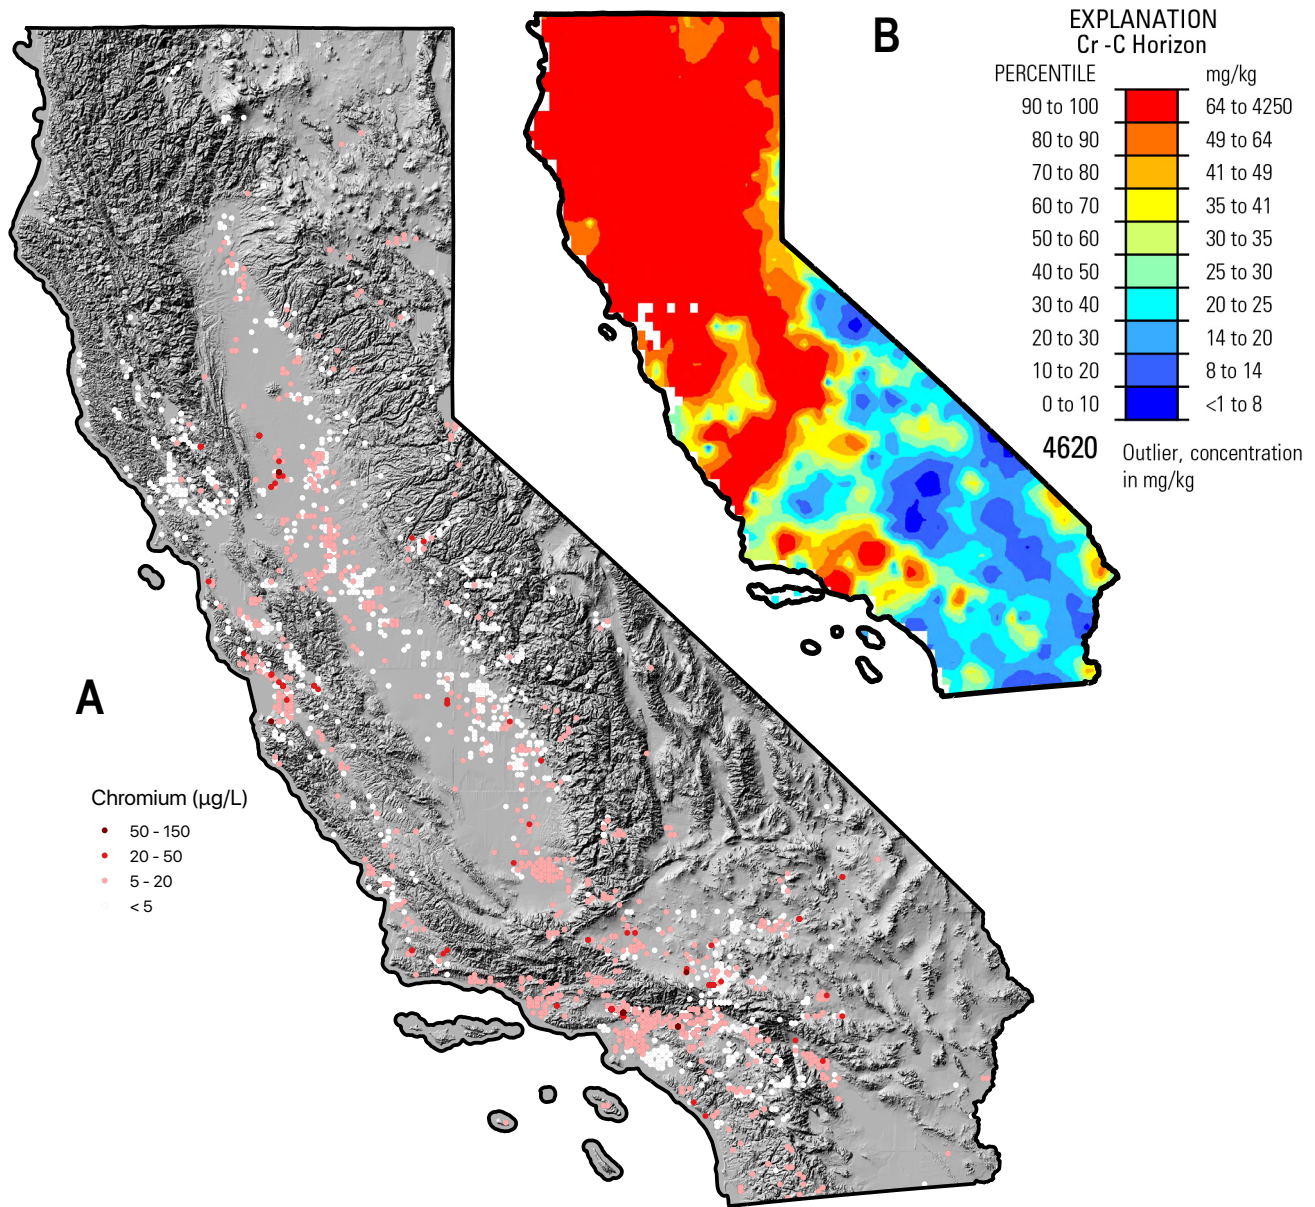 B
EXPLANATION
Cr -C Horizon
PERCENTILE mg/kg
90 to 100 64 to 4250
80 to 90 49 to 64
70 to 80 41 to 49
60 to 70 35 to 41
50 to 60 30 to 35
40 to 50 25 to 30
30 to 40 20 to 25
20 to 30 14 to 20
10 to 20 8 to 14
0 to 10 <1 to 8
4620 Outlier, concentration
in mg/kg
A
Chromium (µg/L)
50 - 150
20 - 50
5 - 20
< 5